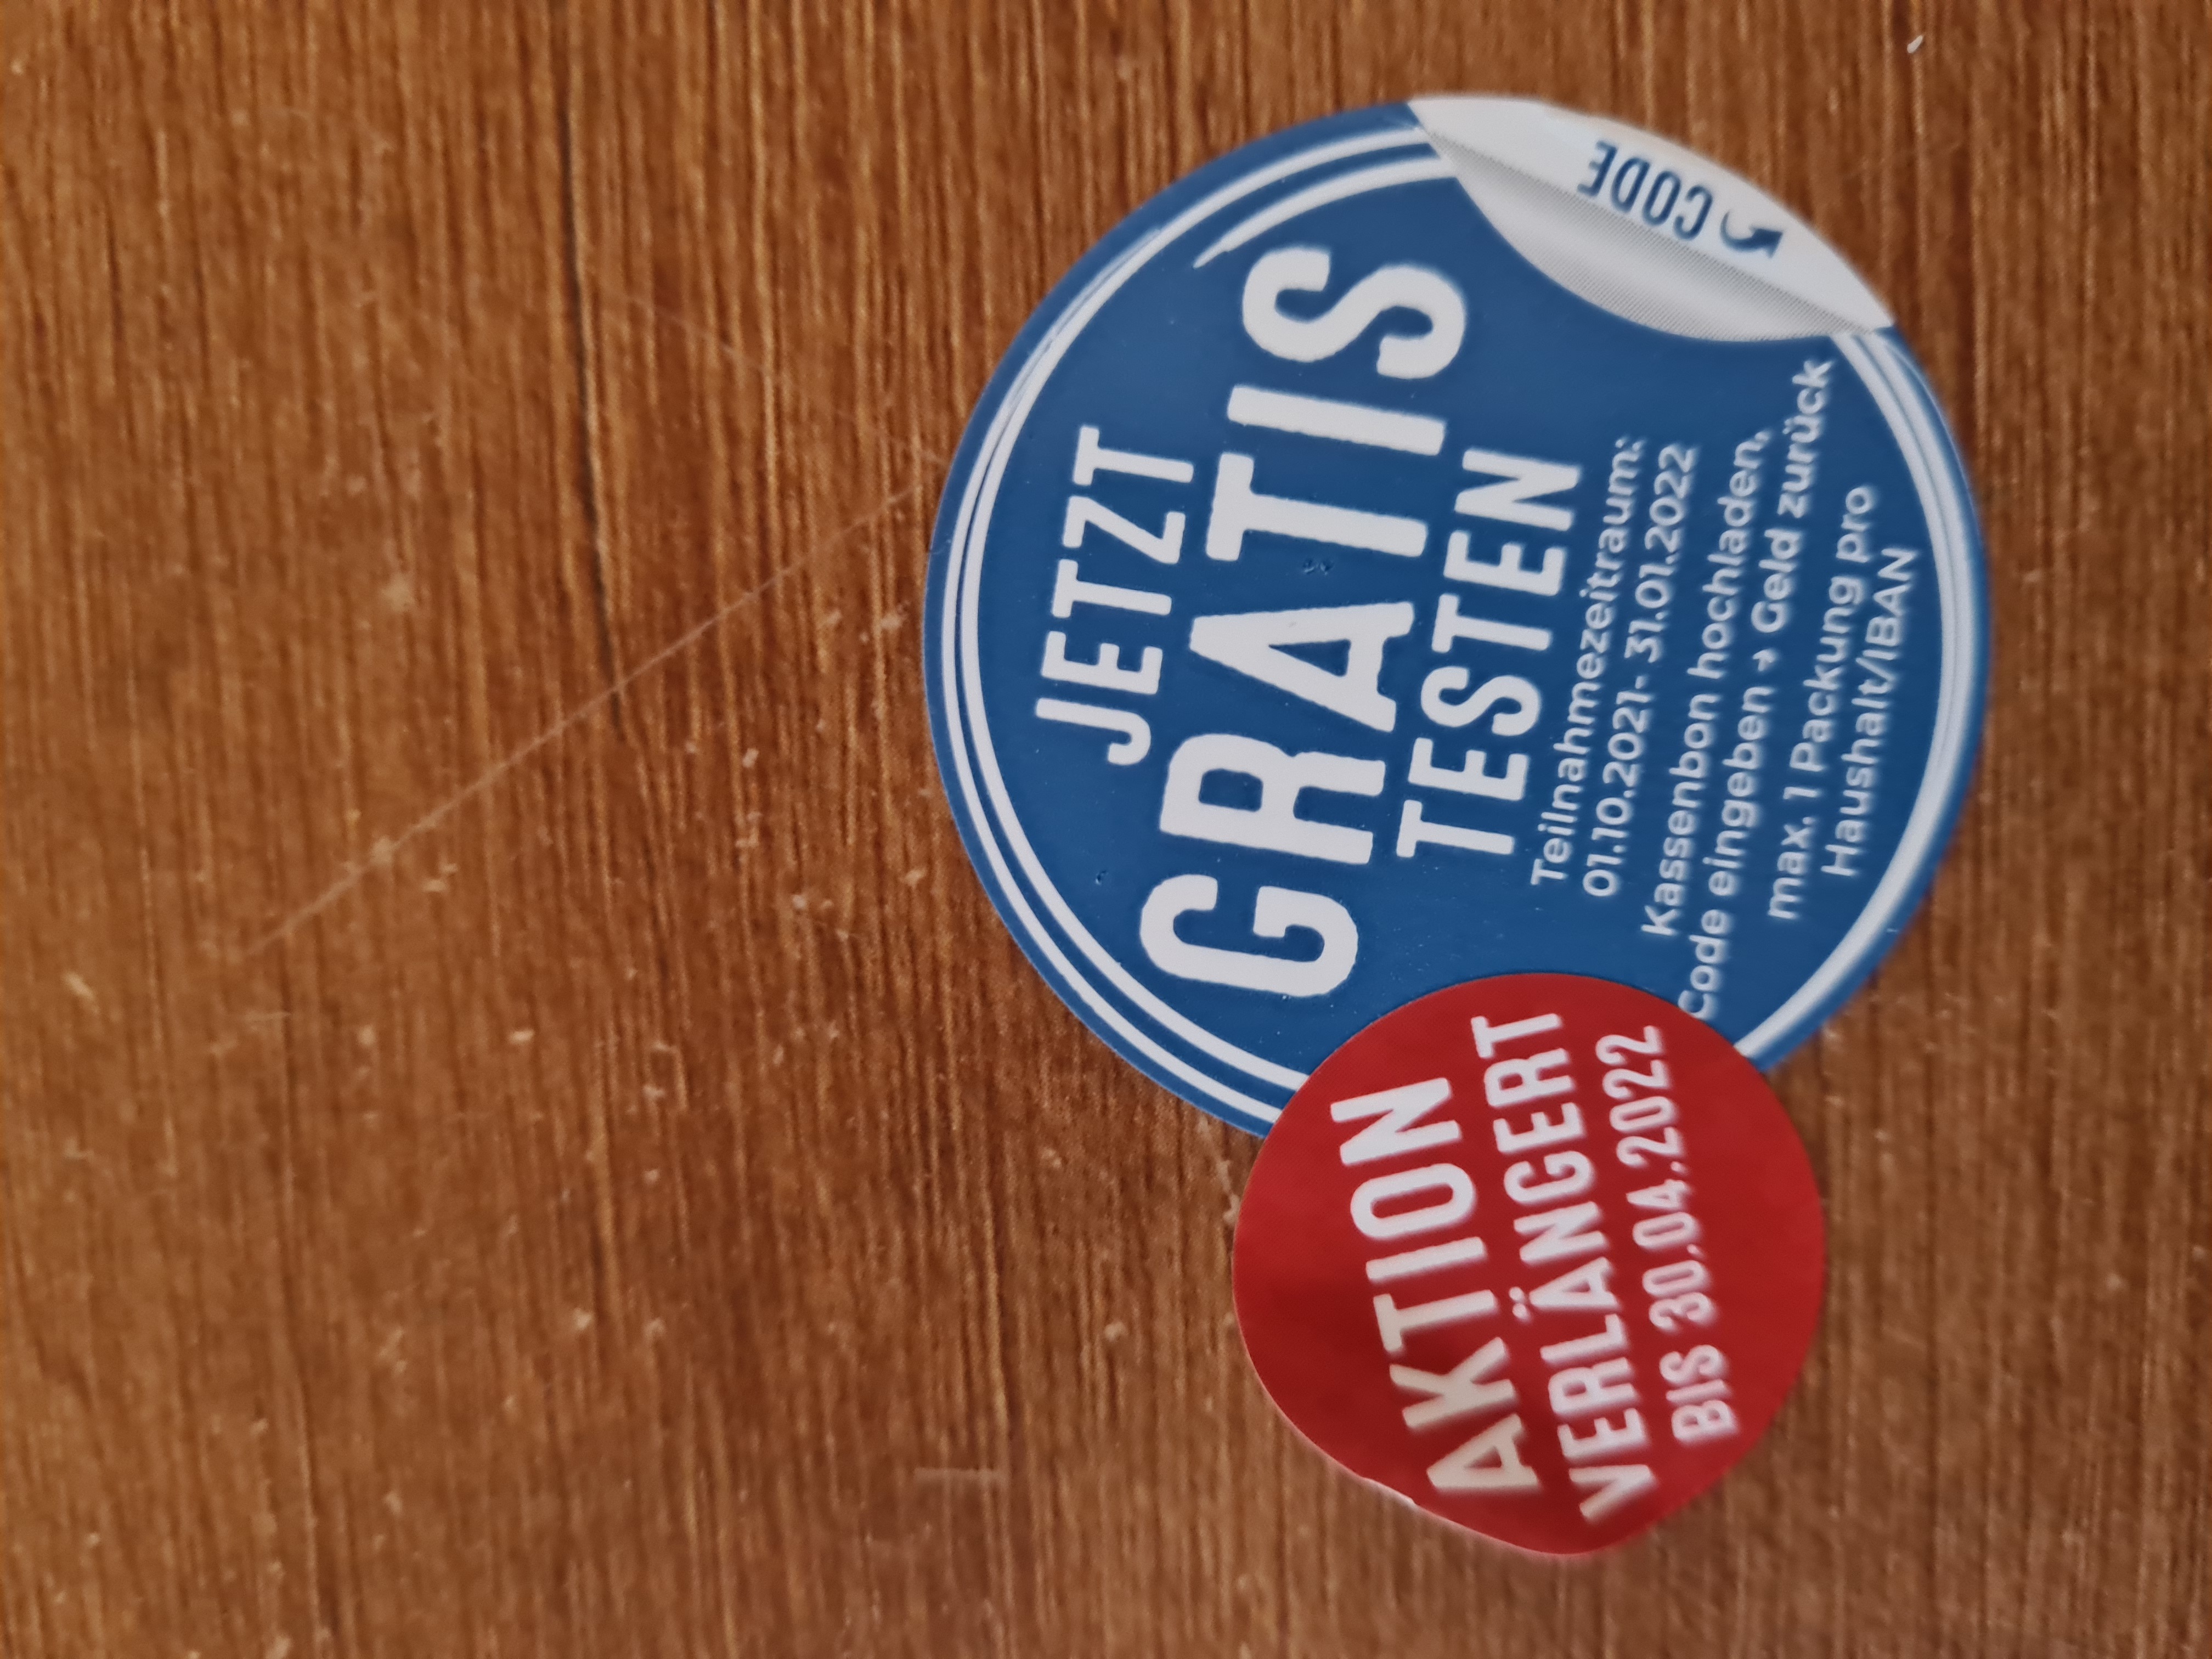 JETZT
GRATIS
TESTEN
Teilnahmezeitraum:
01.10.2021- 31.01.2022
Kassenbon hochladen,
Code eingeben → Geld zurück
max. 1 Packung pro
Haushalt/IBAN
CODE
AKTION
VERLÄNGERT
BIS 30.04.2022